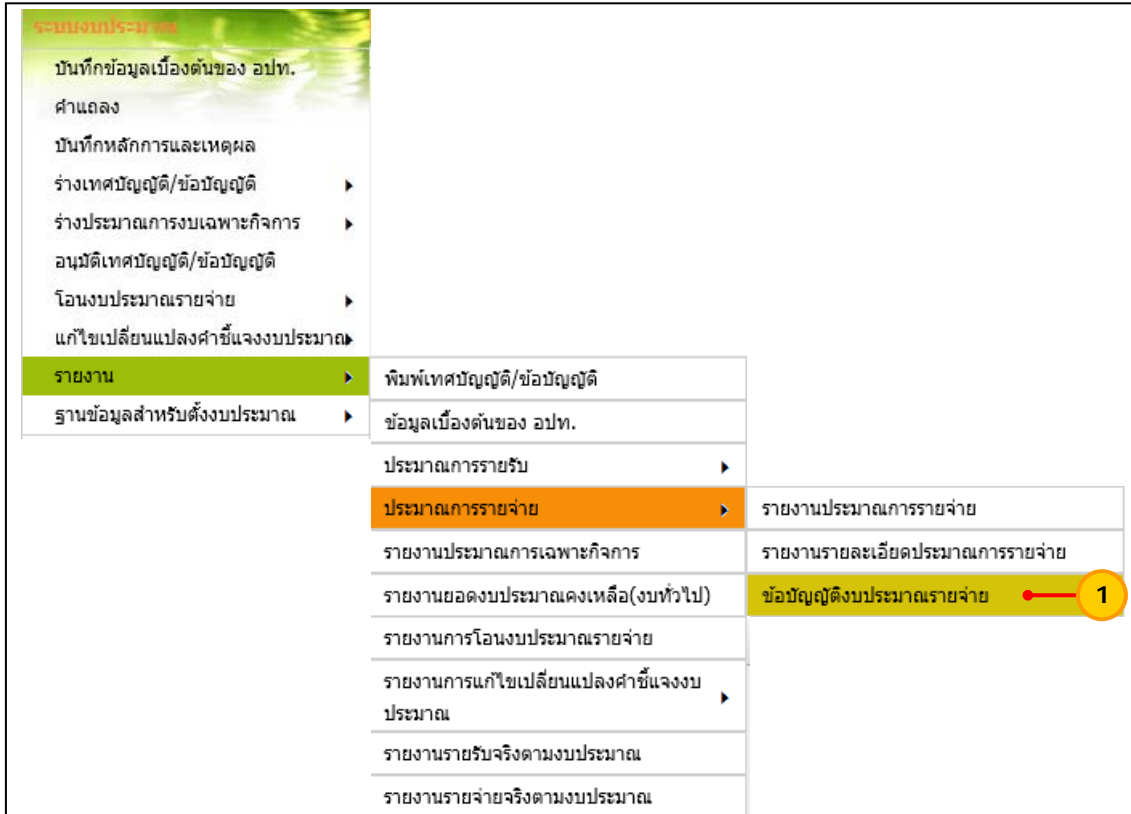 ระบบงบประมาณ
บันทึกข้อมูลเบื้องต้นของ อปท.
คำแถลง
บันทึกหลักการและเหตุผล
ร่างเทศบัญญัติ/ข้อบัญญัติ
ร่างประมาณการงบเฉพาะกิจการ
อนุมัติเทศบัญญัติ/ข้อบัญญัติ
โอนงบประมาณรายจ่าย
แก้ไขเปลี่ยนแปลงคำชี้แจงงบประมาณ
รายงาน
ฐานข้อมูลสำหรับตั้งงบประมาณ
พิมพ์เทศบัญญัติ/ข้อบัญญัติ
ข้อมูลเบื้องต้นของ อปท.
ประมาณการรายรับ
ประมาณการรายจ่าย
รายงานประมาณการเฉพาะกิจการ
รายงานยอดงบประมาณคงเหลือ(งบทั่วไป)
รายงานการโอนงบประมาณรายจ่าย
รายงานการแก้ไขเปลี่ยนแปลงคำชี้แจงงบ
ประมาณ
รายงานรายรับจริงตามงบประมาณ
รายงานรายจ่ายจริงตามงบประมาณ
รายงานประมาณการรายจ่าย
รายงานรายละเอียดประมาณการรายจ่าย
ข้อบัญญัติงบประมาณรายจ่าย 1